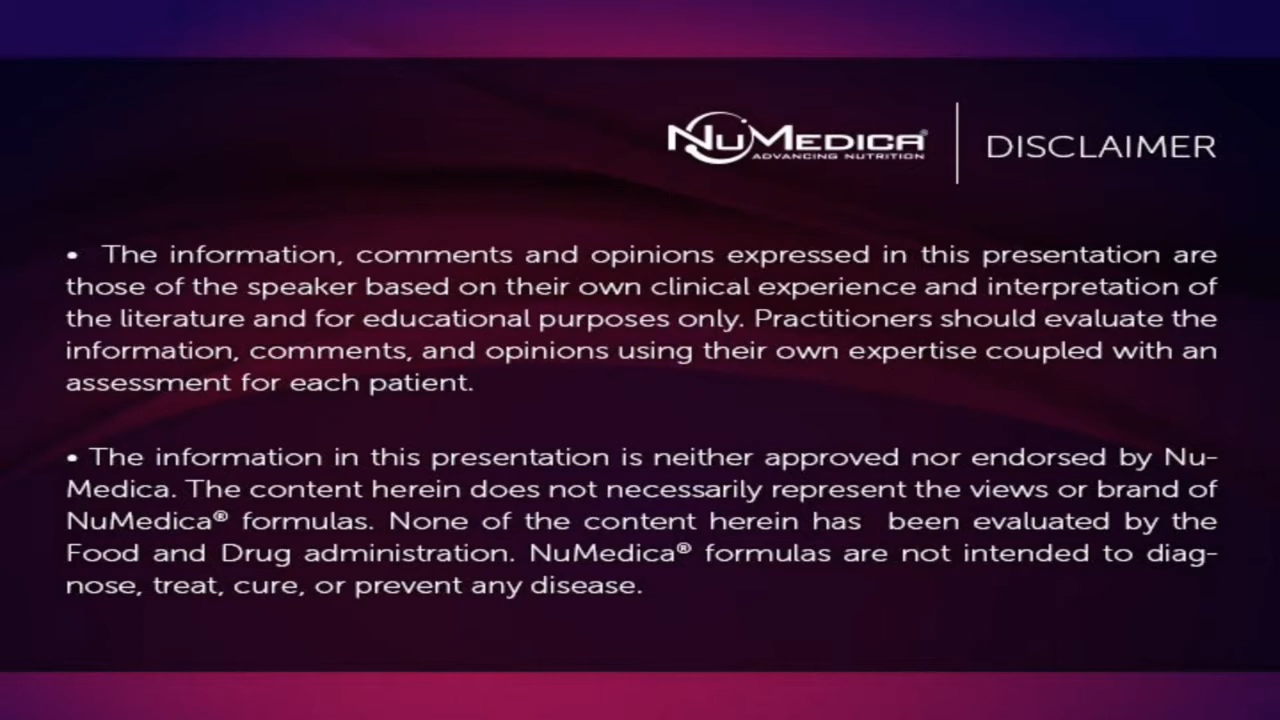 NuMedica®
ADVANCING NUTRITION
DISCLAIMER
• The information, comments and opinions expressed in this presentation are
those of the speaker based on their own clinical experience and interpretation of
the literature and for educational purposes only. Practitioners should evaluate the
information, comments, and opinions using their own expertise coupled with an
assessment for each patient.
• The information in this presentation is neither approved nor endorsed by Nu-
Medica. The content herein does not necessarily represent the views or brand of
NuMedica® formulas. None of the content herein has been evaluated by the
Food and Drug administration. NuMedica® formulas are not intended to diag-
nose, treat, cure, or prevent any disease.